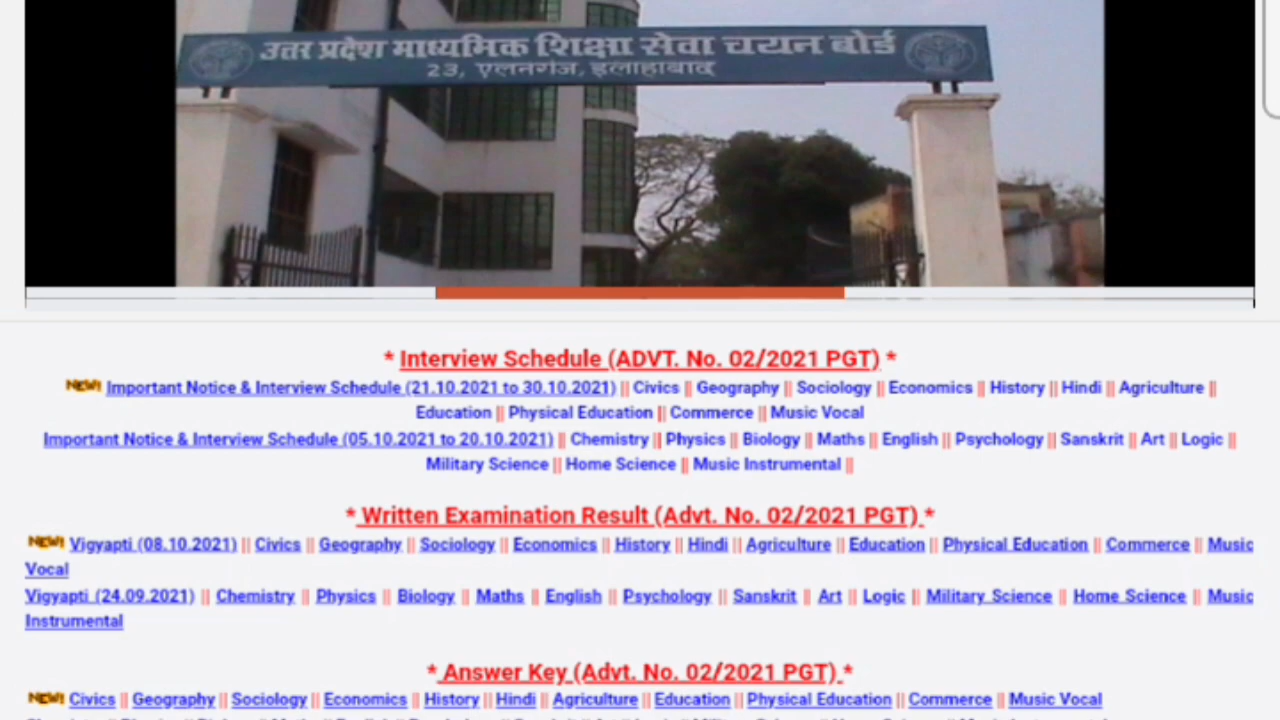 उत्तर प्रदेश माध्यमिक शिक्षा सेवा चयन बोर्ड
23, एलनगंज, इलाहाबाद
* Interview Schedule (ADVT. No. 02/2021 PGT) *
NEW! Important Notice & Interview Schedule (21.10.2021 to 30.10.2021) || Civics || Geography || Sociology || Economics || History || Hindi || Agriculture ||
Education || Physical Education || Commerce || Music Vocal
Important Notice & Interview Schedule (05.10.2021 to 20.10.2021) || Chemistry || Physics || Biology || Maths || English || Psychology || Sanskrit || Art || Logic ||
Military Science || Home Science || Music Instrumental ||
* Written Examination Result (Advt. No. 02/2021 PGT) *
NEW! Vigyapti (08.10.2021) || Civics || Geography || Sociology || Economics || History || Hindi || Agriculture || Education || Physical Education || Commerce || Music
Vocal
Vigyapti (24.09.2021) || Chemistry || Physics || Biology || Maths || English || Psychology || Sanskrit || Art || Logic || Military Science || Home Science || Music
Instrumental
* Answer Key (Advt. No. 02/2021 PGT) *
NEW! Civics || Geography || Sociology || Economics || History || Hindi || Agriculture || Education || Physical Education || Commerce || Music Vocal